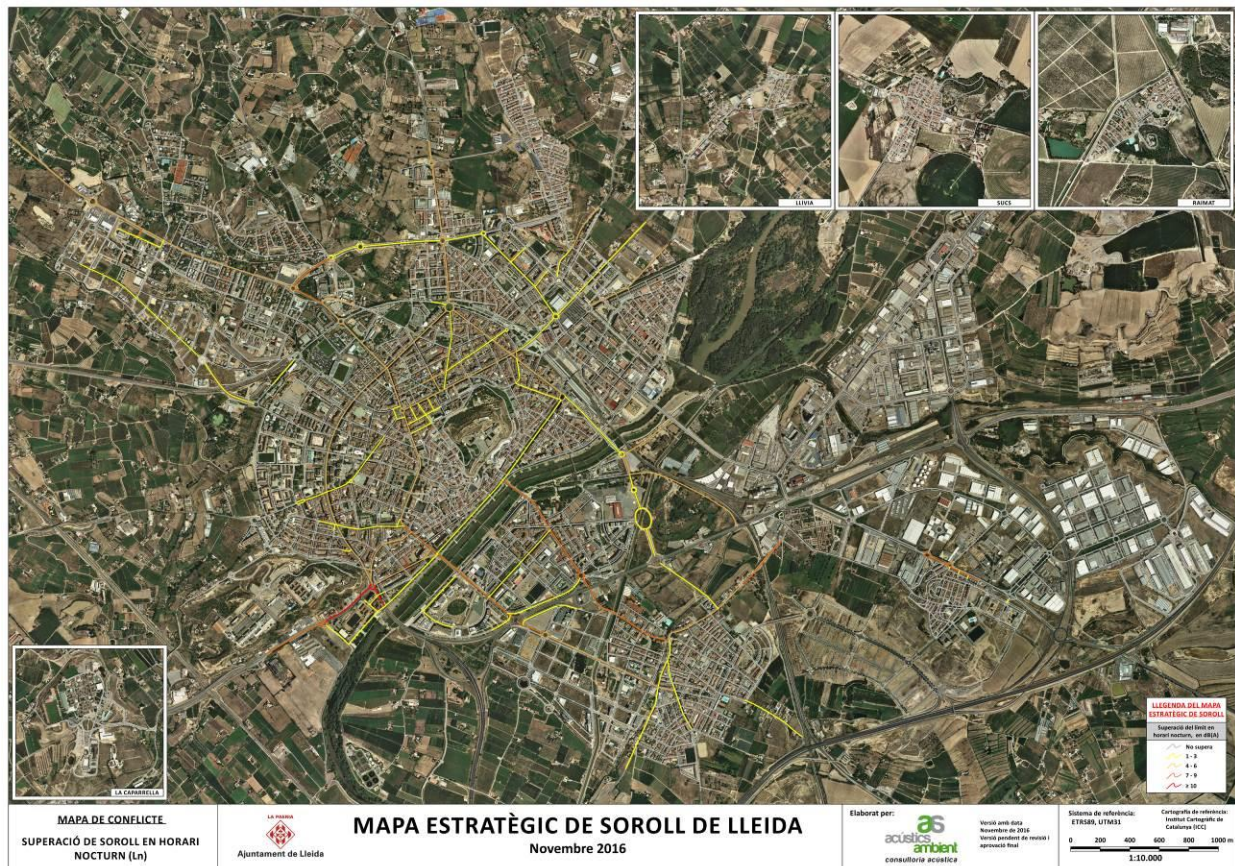 LLÍVIA
SUCS
RAIMAT
LA CAPARRELLA
LLEGENDA DEL MAPA
ESTRATÈGIC DE SOROLL
Superació del límit en
horari nocturn, en dB(A)
No supera
1 - 3
4 - 6
7 - 9
≥ 10
MAPA DE CONFLICTE
SUPERACIÓ DE SOROLL EN HORARI
NOCTURN (Ln)
LA PAERIA
Ajuntament de Lleida
MAPA ESTRATÈGIC DE SOROLL DE LLEIDA
Novembre 2016
Elaborat per:
as
acústics
ambient
consultoria acústica
Versió amb data
Novembre de 2016
Versió pendent de revisió i
aprovació final
Sistema de referència:
ETRS89, UTM31
Cartografia de referència:
Institut Cartogràfic de
Catalunya (ICC)
0 200 400 600 800 1000 m
1:10.000